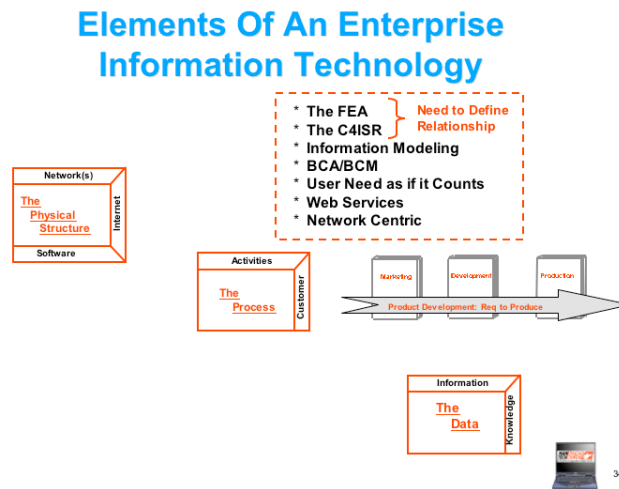 Elements Of An Enterprise
Information Technology
* The FEA
* The C4ISR
Need to Define
Relationship
* Information Modeling
* BCA/BCM
* User Need as if it Counts
* Web Services
* Network Centric
Network(s)
The
Physical
Structure
Internet
Software
Activities
The
Process
Customer
Marketing
Development
Production
Product Development: Req to Produce
Information
The
Data
Knowledge